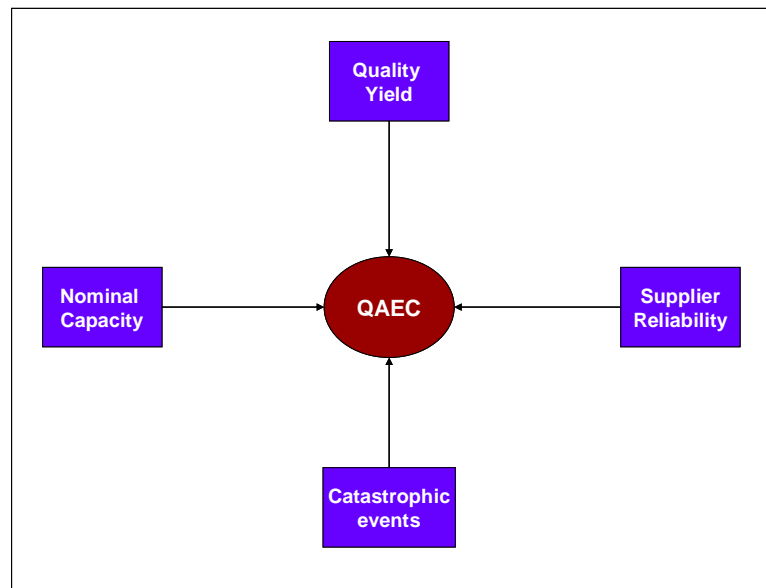 Quality
Yield
Nominal
Capacity
QAEC
Supplier
Reliability
Catastrophic
events